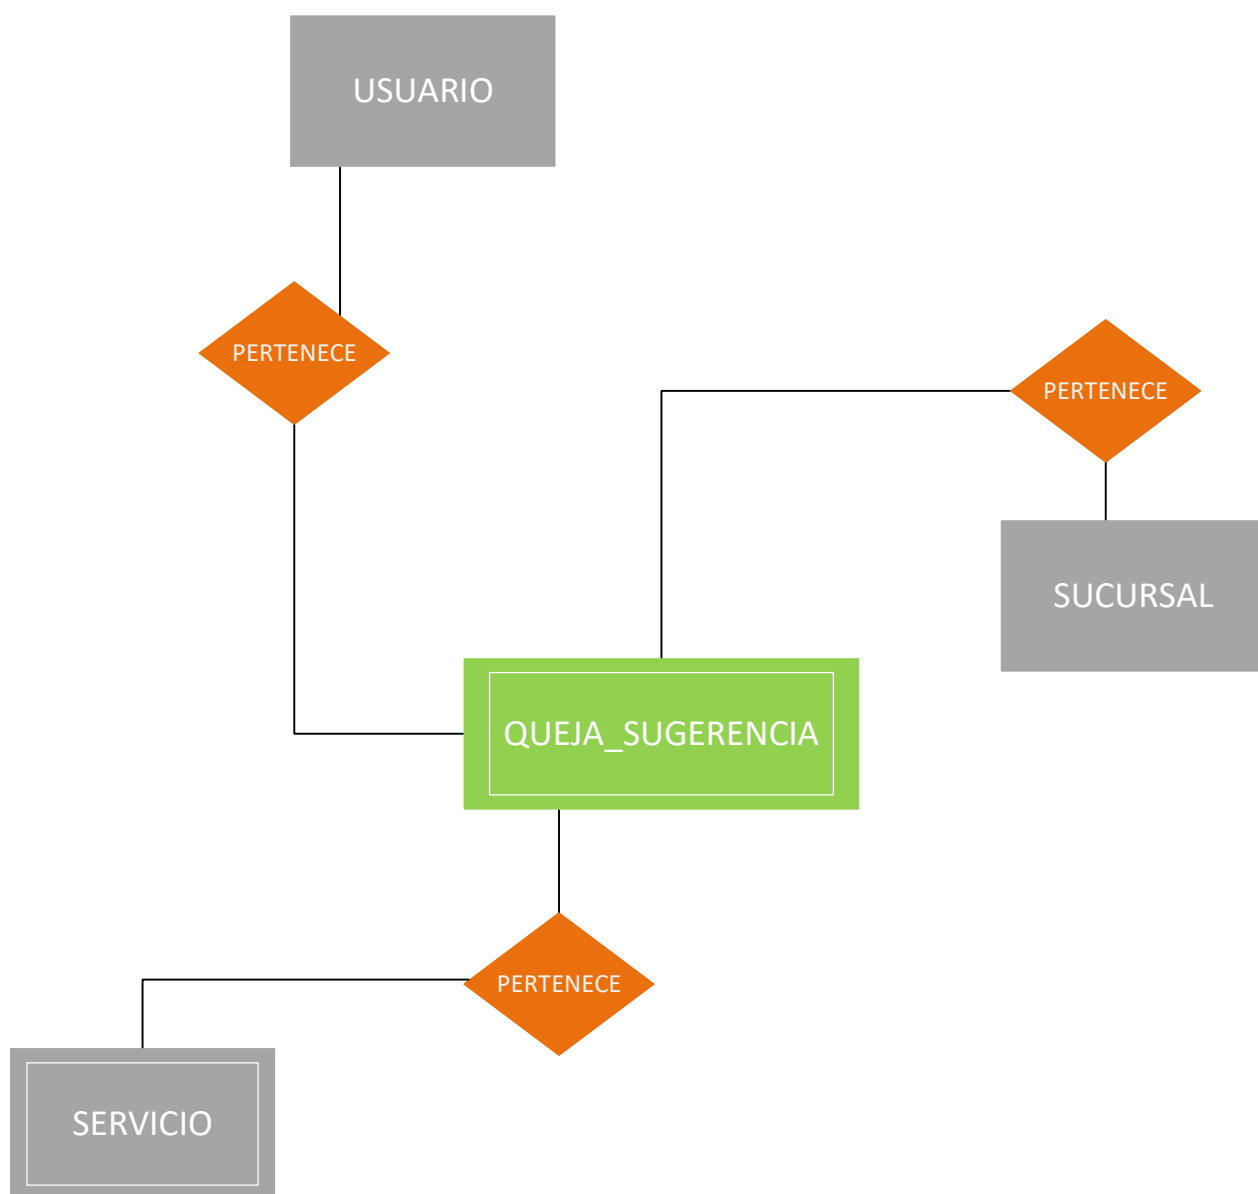 USUARIO
PERTENECE
PERTENECE
SUCURSAL
QUEJA_SUGERENCIA
PERTENECE
SERVICIO